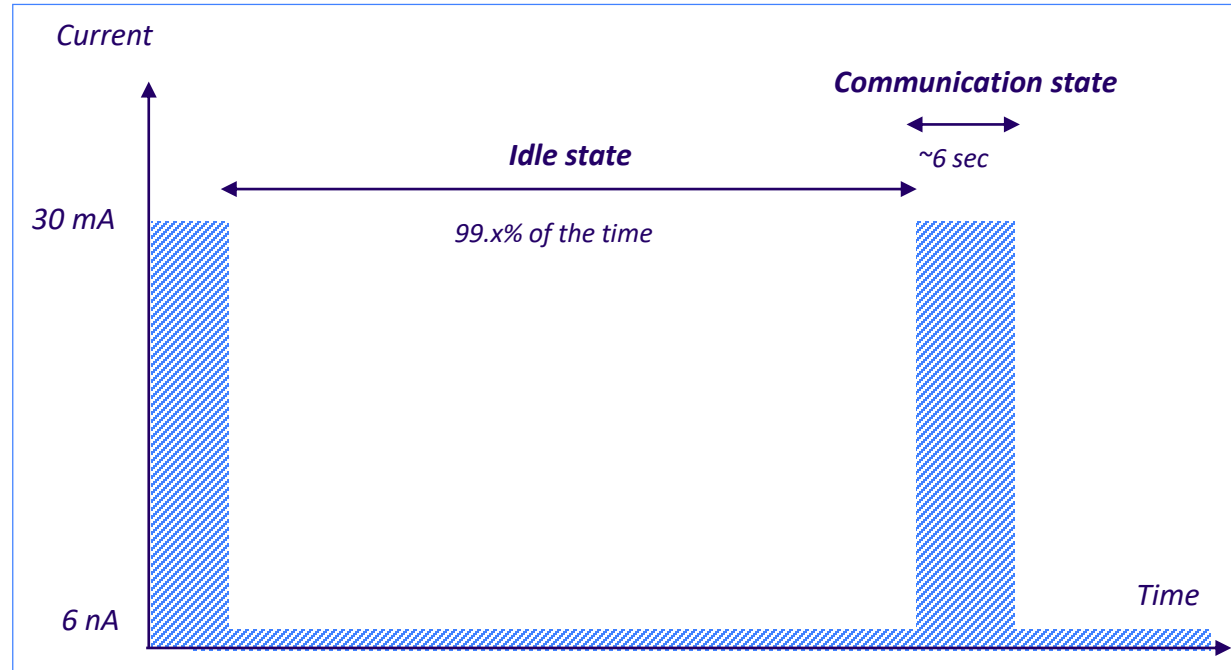 Current
Communication state
Idle state
~6 sec
30 mA
99.x% of the time
Time
6 nA